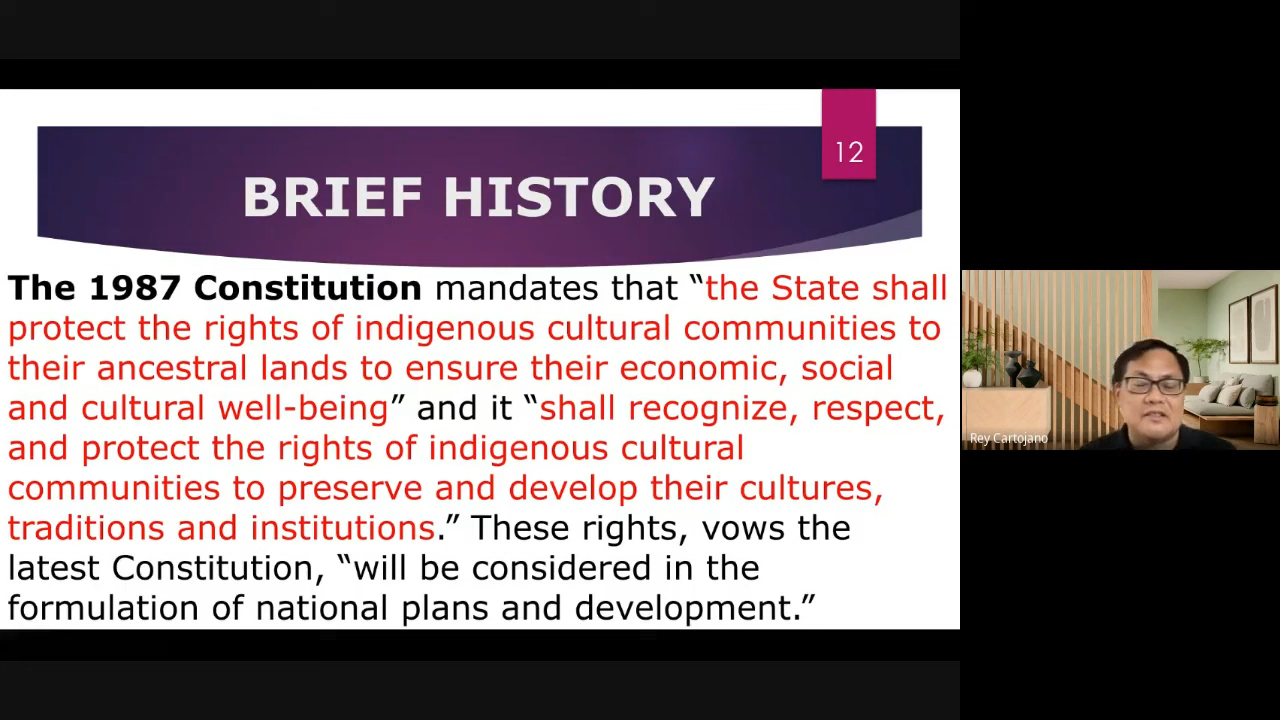 12
BRIEF HISTORY
The 1987 Constitution mandates that “the State shall
protect the rights of indigenous cultural communities to
their ancestral lands to ensure their economic, social
and cultural well-being” and it “shall recognize, respect,
and protect the rights of indigenous cultural
communities to preserve and develop their cultures,
traditions and institutions.” These rights, vows the
latest Constitution, “will be considered in the
formulation of national plans and development.”
Rey Cartojano